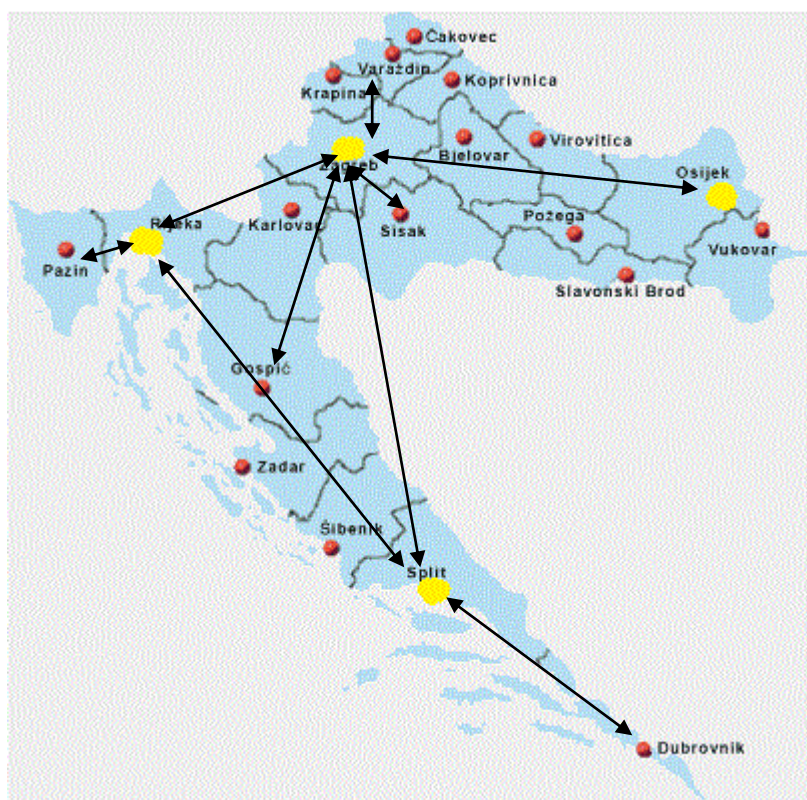 Čakovec
Varaždin
Koprivnica
Krapina
Virovitica
Bjelovar
Zagreb
Osijek
Rijeka
Karlovac
Sisak
Požega
Vukovar
Pazin
Slavonski Brod
Gospić
Zadar
Šibenik
Split
Dubrovnik